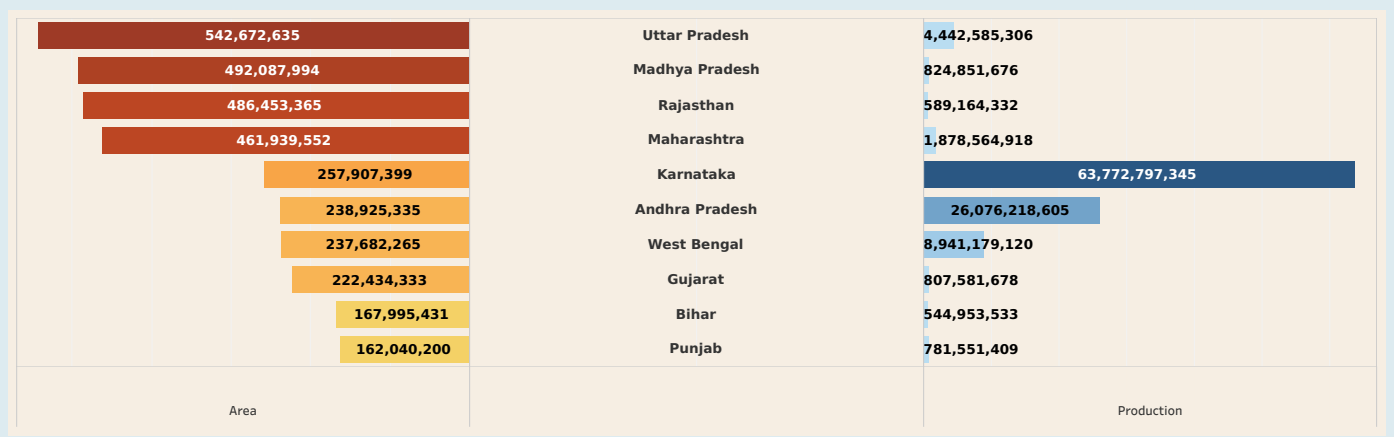 542,672,635 Uttar Pradesh 4,442,585,306
492,087,994 Madhya Pradesh 824,851,676
486,453,365 Rajasthan 589,164,332
461,939,552 Maharashtra 1,878,564,918
257,907,399 Karnataka 63,772,797,345
238,925,335 Andhra Pradesh 26,076,218,605
237,682,265 West Bengal 8,941,179,120
222,434,333 Gujarat 807,581,678
167,995,431 Bihar 544,953,533
162,040,200 Punjab 781,551,409
Area Production